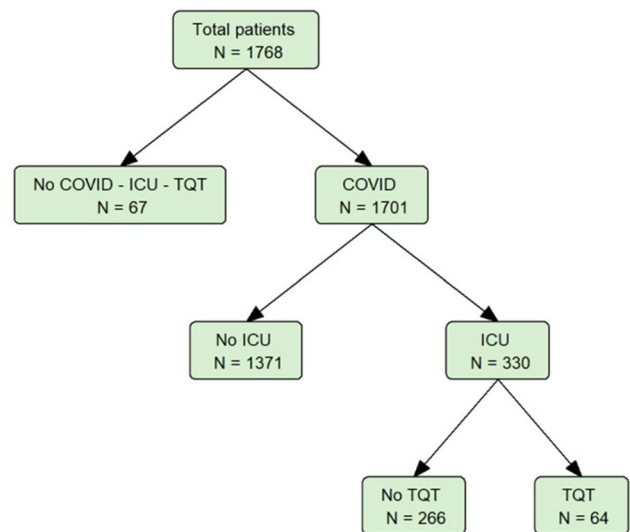 Total patients
N = 1768
No COVID - ICU - TQT
N = 67
COVID
N = 1701
No ICU
N = 1371
ICU
N = 330
No TQT
N = 266
TQT
N = 64